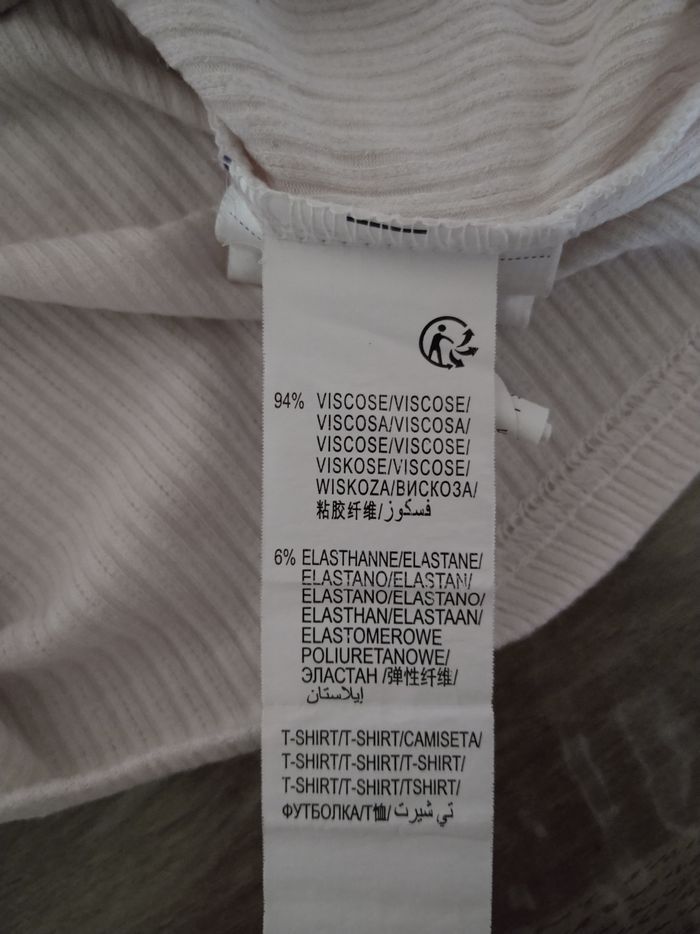 94% VISCOSE/VISCOSE/
VISCOSA/VISCOSA/
VISCOSE/VISCOSE/
VISKOSE/VISCOSE/
WISKOZA/ВИСКОЗА/
粘胶纤维/فسكوز
6% ELASTHANNE/ELASTANE/
ELASTANO/ELASTAN/
ELASTANO/ELASTANO/
ELASTHAN/ELASTAAN/
ELASTOMEROWE
POLIURETANOWE/
ЭЛАСТАН /弹性纤维/
إيلاستان
T-SHIRT/T-SHIRT/CAMISETA/
T-SHIRT/T-SHIRT/T-SHIRT/
T-SHIRT/T-SHIRT/TSHIRT/
ФУТБОЛКА/T恤/تي شيرت